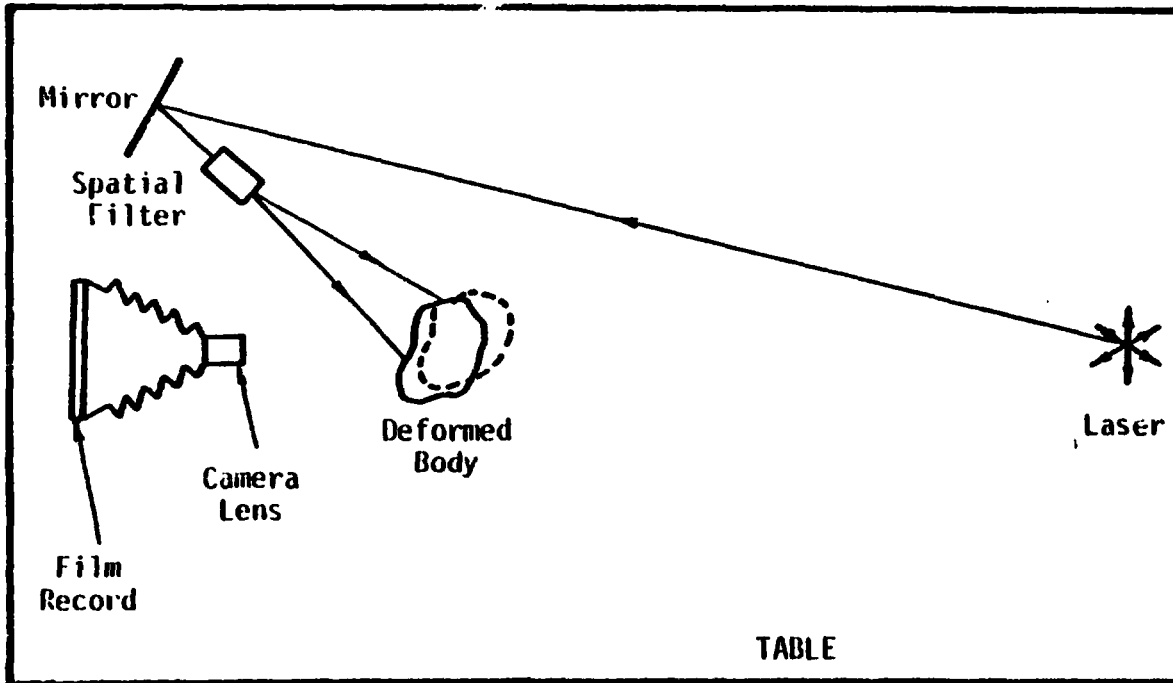 Mirror
Spatial
Filter
Deformed
Body
Laser
Camera
Lens
Film
Record
TABLE